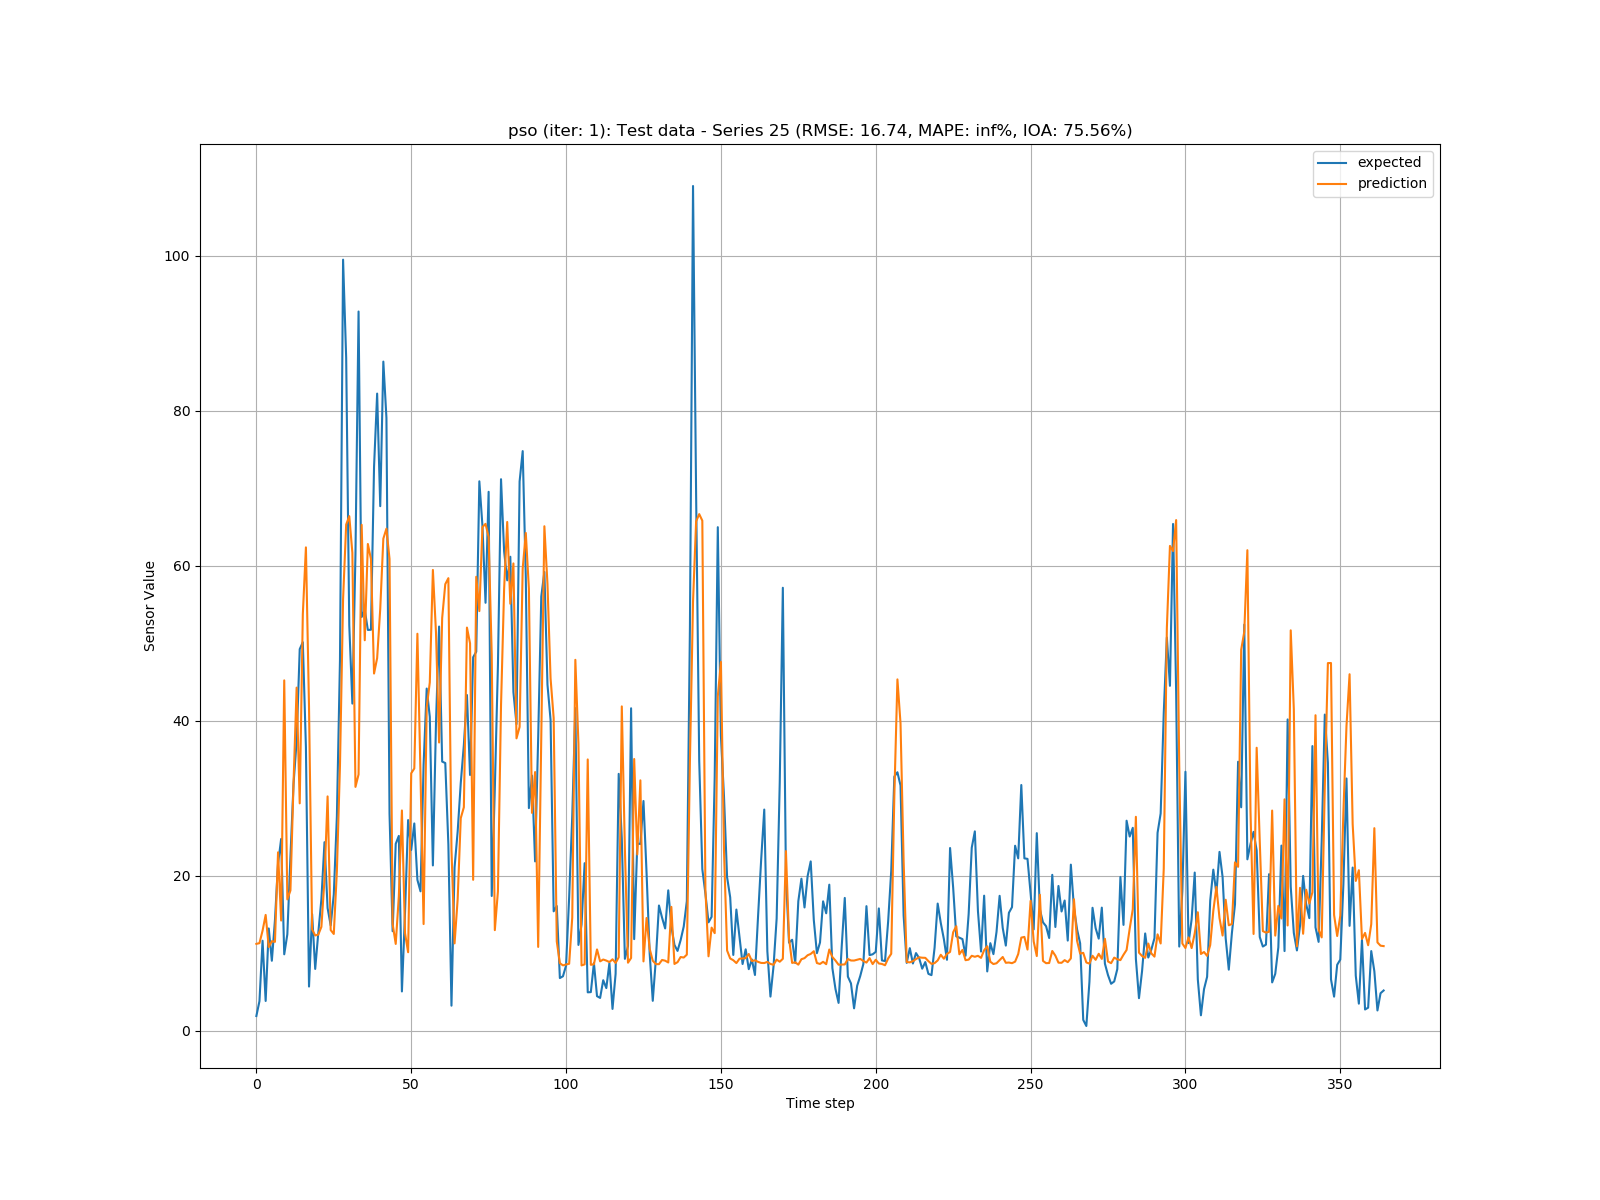 pso (iter: 1): Test data - Series 25 (RMSE: 16.74, MAPE: inf%, IOA: 75.56%)
expected
prediction
100
80
60
40
20
0
Sensor Value
0 50 100 150 200 250 300 350
Time step